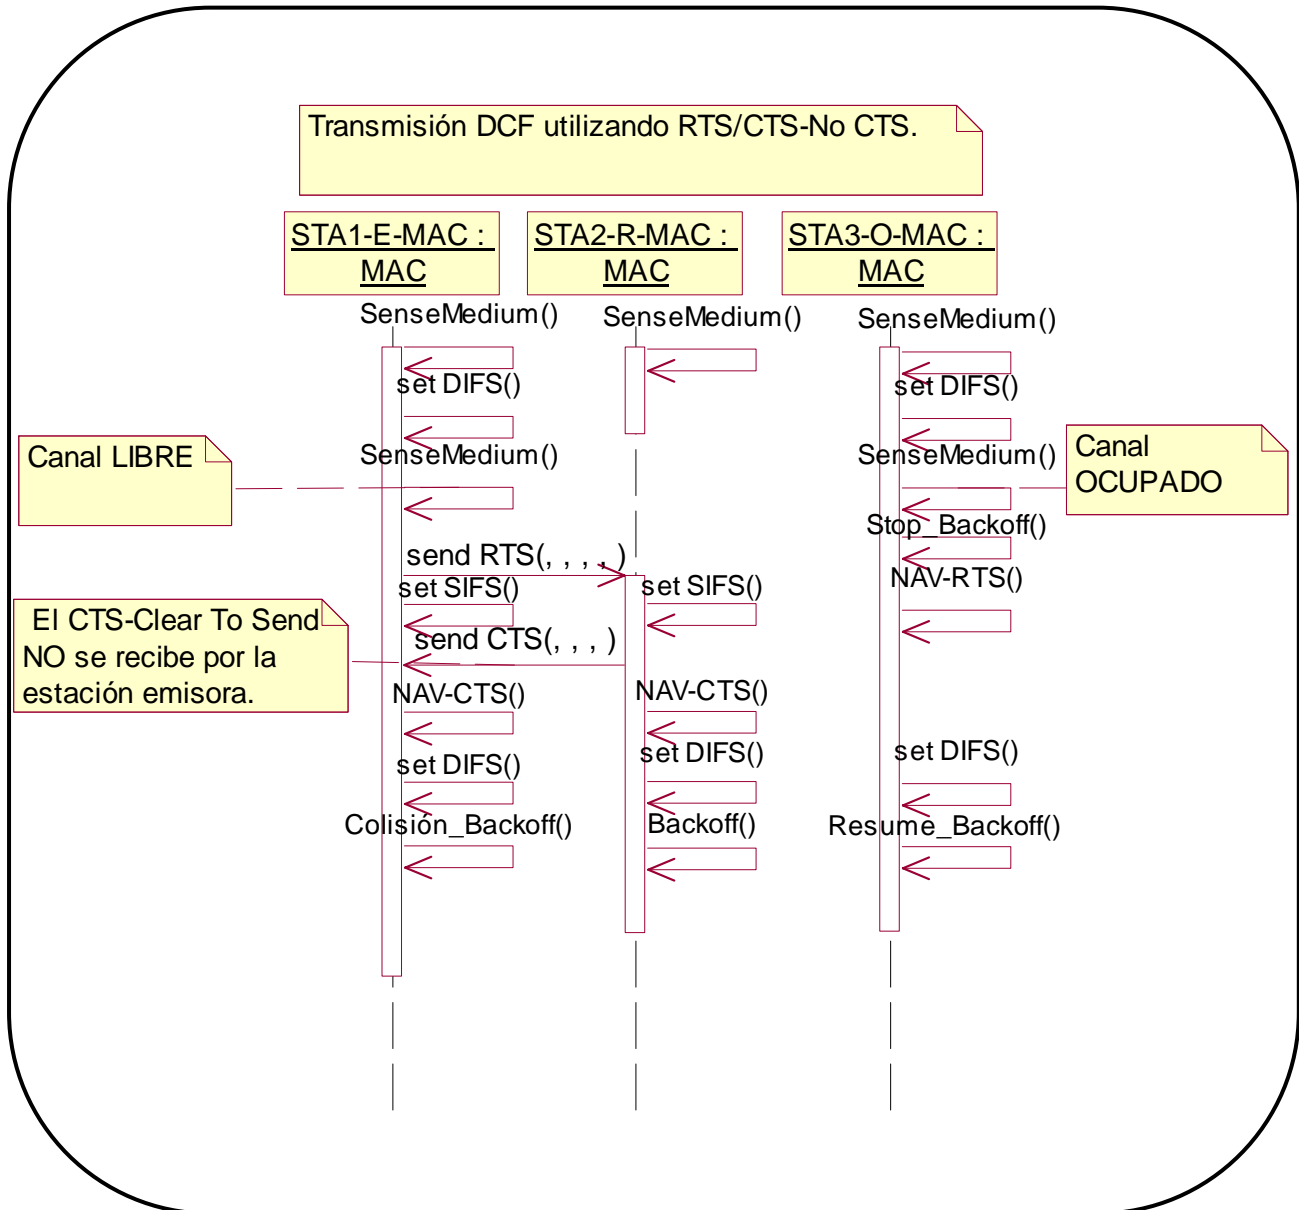 Transmisión DCF utilizando RTS/CTS-No CTS.
STA1-E-MAC :
MAC
STA2-R-MAC :
MAC
STA3-O-MAC :
MAC
SenseMedium()
SenseMedium()
SenseMedium()
set DIFS()
set DIFS()
Canal LIBRE
SenseMedium()
SenseMedium()
Canal
OCUPADO
Stop_Backoff()
send RTS(, , , , )
NAV-RTS()
set SIFS()
set SIFS()
El CTS-Clear To Send
NO se recibe por la
estación emisora.
send CTS(, , , )
NAV-CTS()
NAV-CTS()
set DIFS()
set DIFS()
set DIFS()
Colisión_Backoff()
Backoff()
Resume_Backoff()